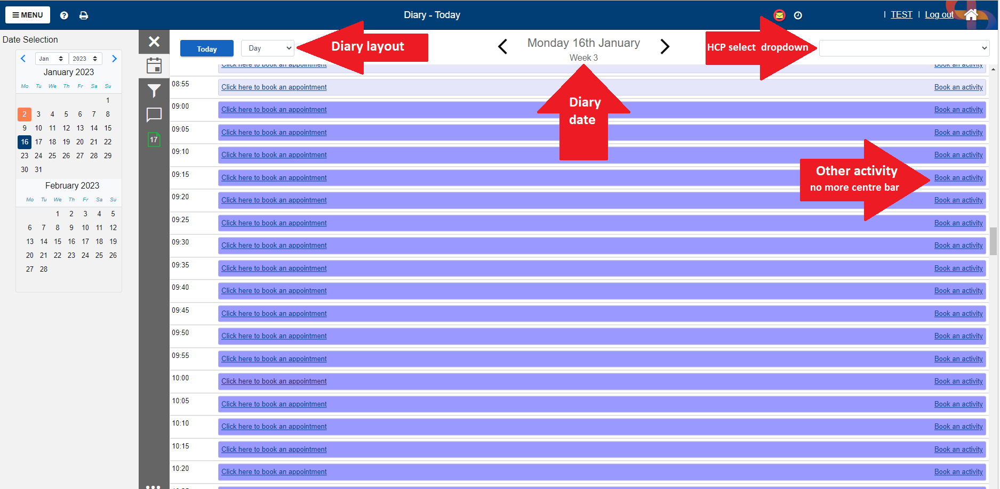 MENU
?
Diary - Today
I TEST I Log out
Date Selection
Jan 2023
January 2023
Mo Tu We Th Fr Sa Su
1
2 3 4 5 6 7 8
9 10 11 12 13 14 15
16 17 18 19 20 21 22
23 24 25 26 27 28 29
30 31
February 2023
Mo Tu We Th Fr Sa Su
1 2 3 4 5
6 7 8 9 10 11 12
13 14 15 16 17 18 19
20 21 22 23 24 25 26
27 28
17
Today
Day
Diary layout
Monday 16th January
Week 3
HCP select dropdown
Diary
date
Other activity
no more centre bar
Click here to book an appointment Book an activity
08:55 Click here to book an appointment Book an activity
09:00 Click here to book an appointment Book an activity
09:05 Click here to book an appointment Book an activity
09:10 Click here to book an appointment Book an activity
09:15 Click here to book an appointment Book an activity
09:20 Click here to book an appointment Book an activity
09:25 Click here to book an appointment Book an activity
09:30 Click here to book an appointment Book an activity
09:35 Click here to book an appointment Book an activity
09:40 Click here to book an appointment Book an activity
09:45 Click here to book an appointment Book an activity
09:50 Click here to book an appointment Book an activity
09:55 Click here to book an appointment Book an activity
10:00 Click here to book an appointment Book an activity
10:05 Click here to book an appointment Book an activity
10:10 Click here to book an appointment Book an activity
10:15 Click here to book an appointment Book an activity
10:20 Click here to book an appointment Book an activity